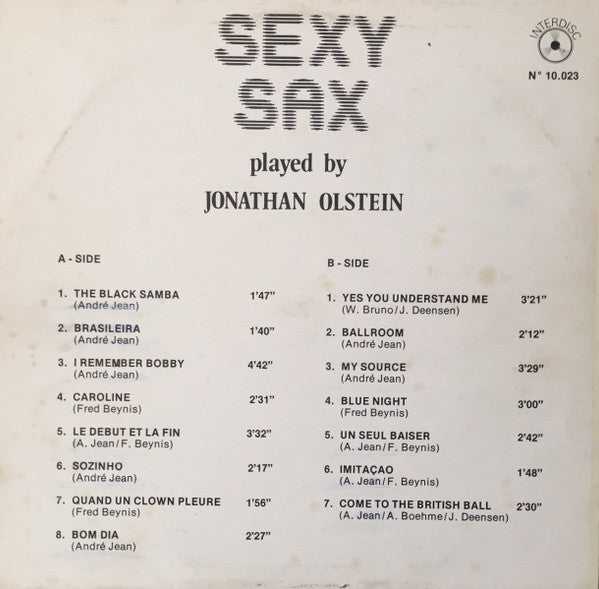 SEXY
SAX
INTERDISC
N° 10.023
played by
JONATHAN OLSTEIN
A - SIDE
1. THE BLACK SAMBA 1'47"
(André Jean)
2. BRASILEIRA 1'40"
(André Jean)
3. I REMEMBER BOBBY 4'42"
(André Jean)
4. CAROLINE 2'31"
(Fred Beynis)
5. LE DEBUT ET LA FIN 3'32"
(A. Jean/F. Beynis)
6. SOZINHO 2'17"
(André Jean)
7. QUAND UN CLOWN PLEURE 1'56"
(Fred Beynis)
8. BOM DIA 2'27"
(André Jean)
B - SIDE
1. YES YOU UNDERSTAND ME 3'21"
(W. Bruno/J. Deensen)
2. BALLROOM 2'12"
(André Jean)
3. MY SOURCE 3'29"
(André Jean)
4. BLUE NIGHT 3'00"
(Fred Beynis)
5. UN SEUL BAISER 2'42"
(A. Jean/F. Beynis)
6. IMITAÇAO 1'48"
(A. Jean/F. Beynis)
7. COME TO THE BRITISH BALL 2'30"
(A. Jean/A. Boehme/J. Deensen)